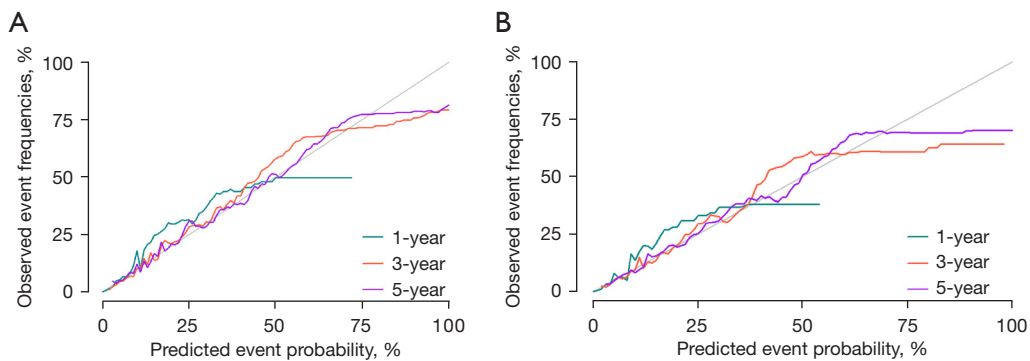 A
Observed event frequencies, %
100
75
50
25
0
1-year
3-year
5-year
0 25 50 75 100
Predicted event probability, %
B
Observed event frequencies, %
100
75
50
25
0
1-year
3-year
5-year
0 25 50 75 100
Predicted event probability, %